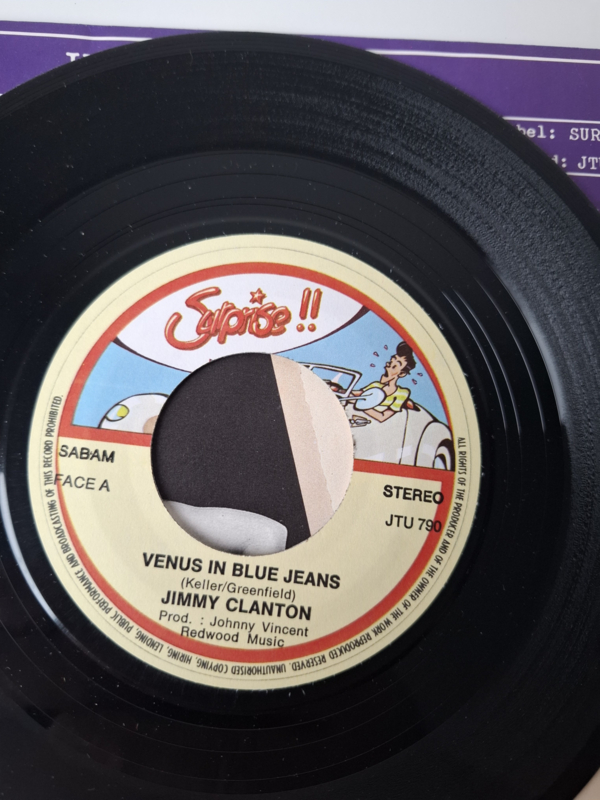 bel: SUR
d: JTU
Surprise!!
SABAM
FACE A
STEREO
JTU 790
VENUS IN BLUE JEANS
(Keller/Greenfield)
JIMMY CLANTON
Prod. : Johnny Vincent
Redwood Music
ALL RIGHTS OF THE PRODUCER AND OF THE OWNER OF THE WORK REPRODUCED RESERVED. UNAUTHORISED COPYING, HIRING, LENDING, PUBLIC PERFORMANCE AND BROADCASTING OF THIS RECORD PROHIBITED.